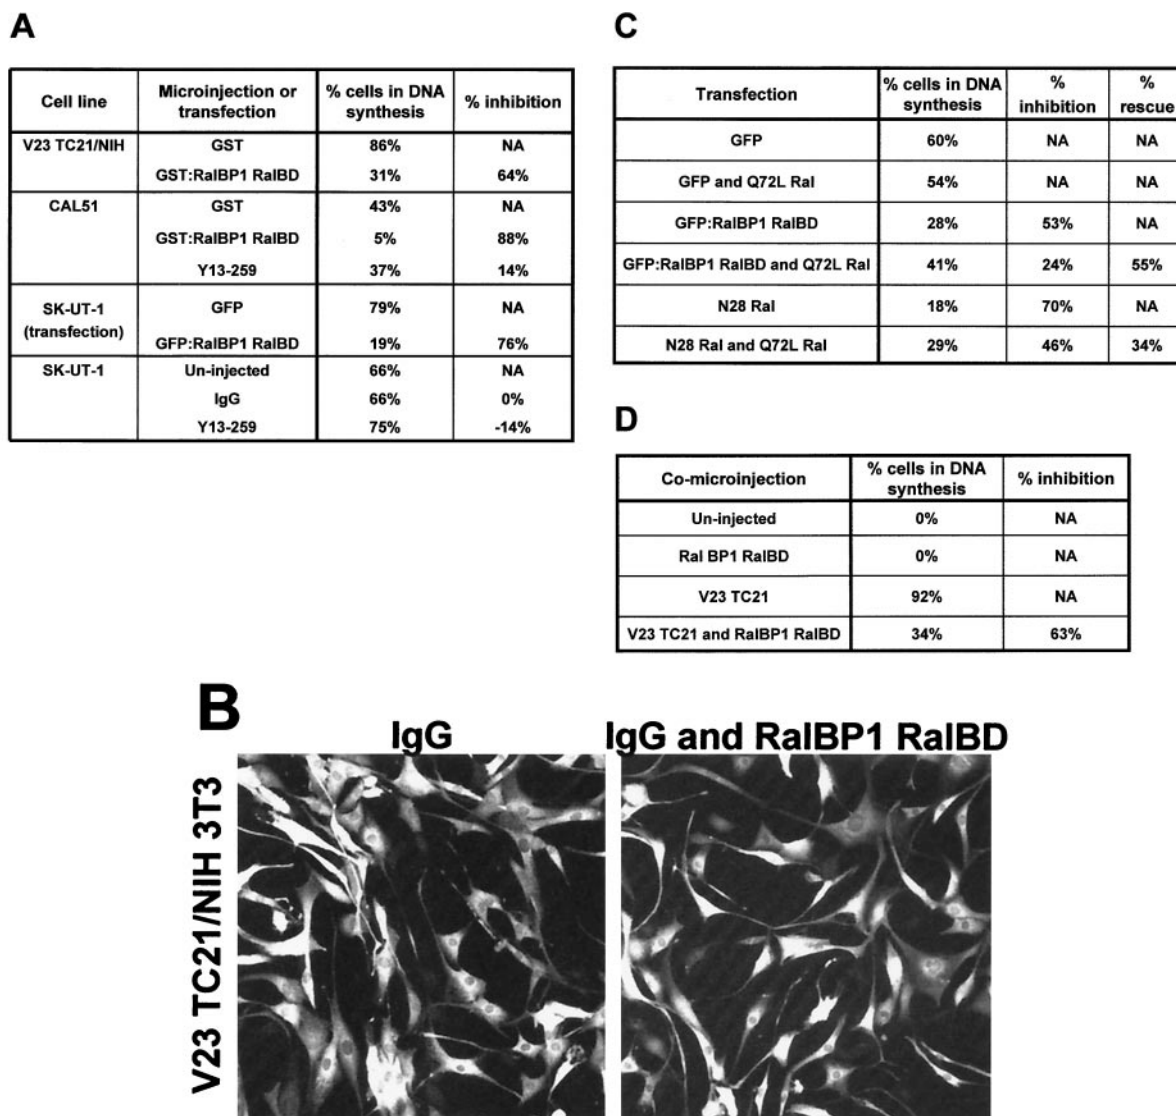 A
Cell line Microinjection or transfection % cells in DNA synthesis % inhibition
V23 TC21/NIH GST 86% NA
GST:RalBP1 RalBD 31% 64%
CAL51 GST 43% NA
GST:RalBP1 RalBD 5% 88%
Y13-259 37% 14%
SK-UT-1 (transfection) GFP 79% NA
GFP:RalBP1 RalBD 19% 76%
SK-UT-1 Un-injected 66% NA
IgG 66% 0%
Y13-259 75% -14%
C
Transfection % cells in DNA synthesis % inhibition % rescue
GFP 60% NA NA
GFP and Q72L Ral 54% NA NA
GFP:RalBP1 RalBD 28% 53% NA
GFP:RalBP1 RalBD and Q72L Ral 41% 24% 55%
N28 Ral 18% 70% NA
N28 Ral and Q72L Ral 29% 46% 34%
D
Co-microinjection % cells in DNA synthesis % inhibition
Un-injected 0% NA
Ral BP1 RalBD 0% NA
V23 TC21 92% NA
V23 TC21 and RalBP1 RalBD 34% 63%
B
IgG
IgG and RalBP1 RalBD
V23 TC21/NIH 3T3